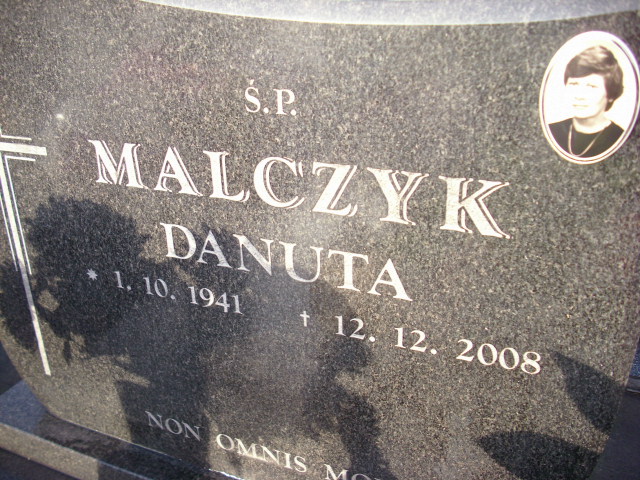 Ś.P.
MALCZYK
DANUTA
* 1. 10. 1941 † 12. 12. 2008
NON OMNIS